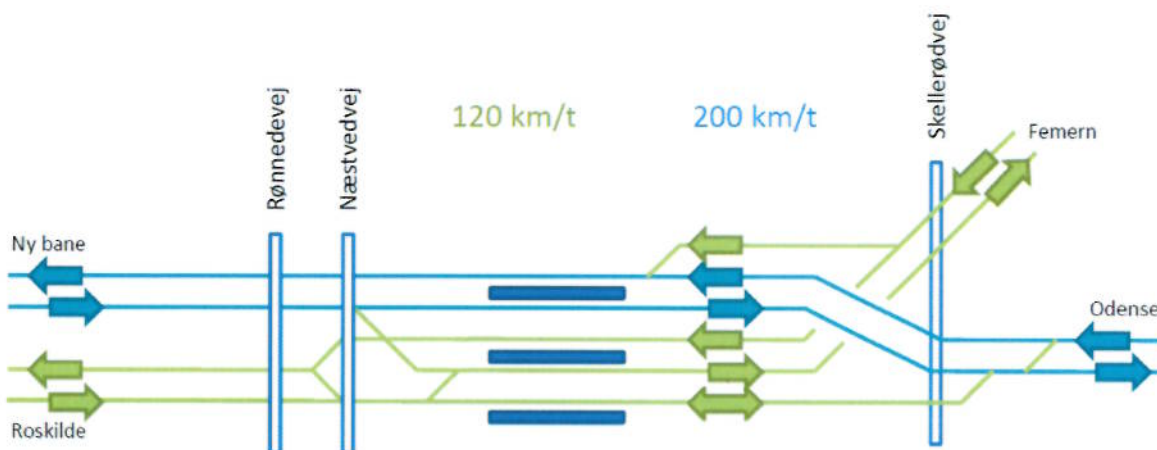 Rønnedevej
Næstvedvej
120 km/t
200 km/t
Skellerødvej
Femern
Ny bane
Odense
Roskilde